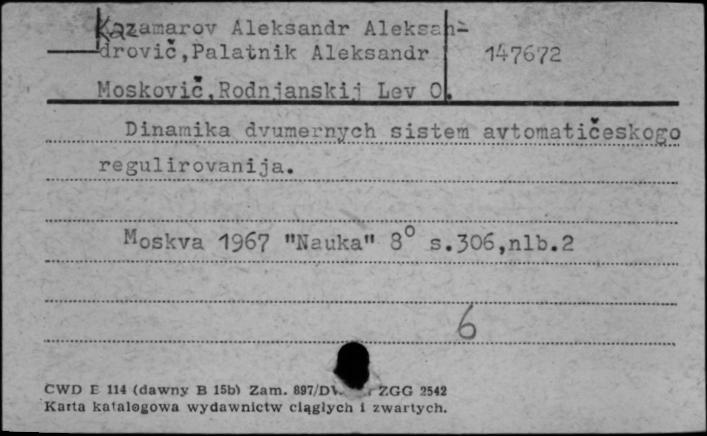 Kazamarov Aleksandr Aleksan-
drovič,Palatnik Aleksandr 147672
Moskovič,Rodnjanskij Lev O.
Dinamika dvumernych sistem avtomatičeskogo
regulirovanija.
Moskva 1967 "Nauka" 8° s.306,nlb.2
6
CWD E 114 (dawny B 15b) Zam. 897/DW ZGG 2542
Karta katalogowa wydawnictw ciągłych i zwartych.